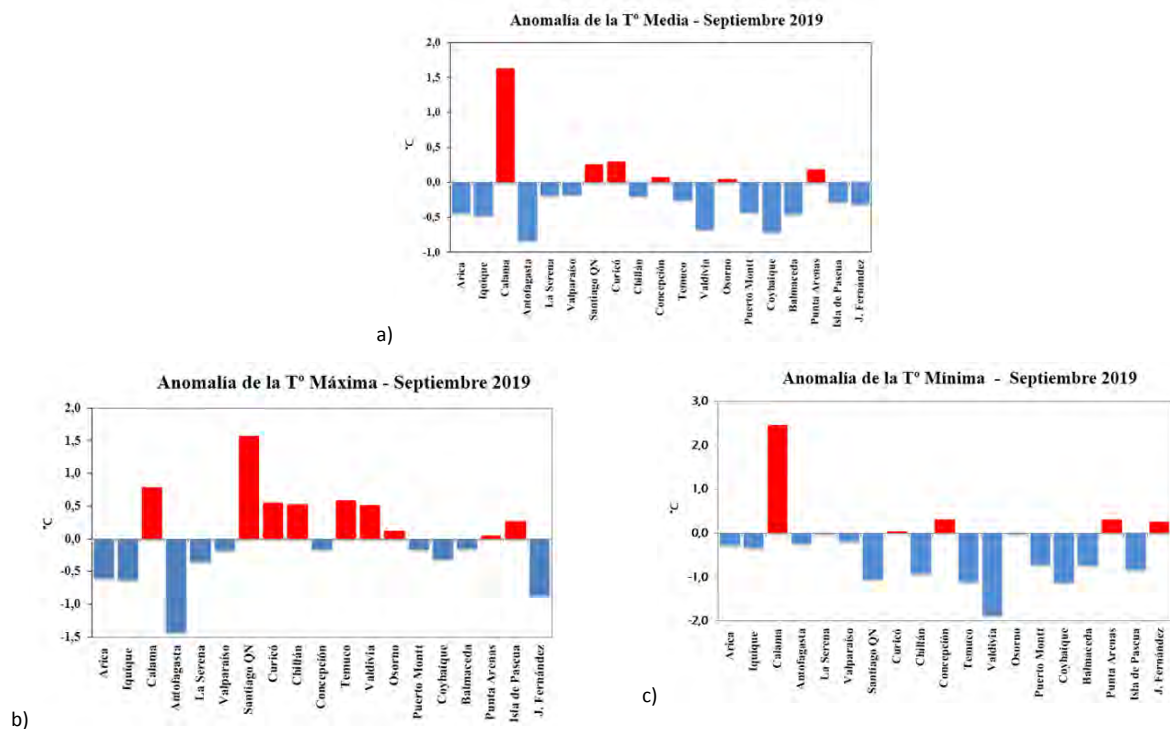 Anomalía de la Tº Media - Septiembre 2019
2,0
1,5
1,0
0,5
0,0
-0,5
-1,0
°C
Arica
Iquique
Calama
Antofagasta
La Serena
Valparaíso
Santiago QN
Curicó
Chillán
Concepción
Temuco
Valdivia
Osorno
Puerto Montt
Coyhaique
Balmaceda
Punta Arenas
Isla de Pascua
J. Fernández
a)
Anomalía de la Tº Máxima - Septiembre 2019
2,0
1,5
1,0
0,5
0,0
-0,5
-1,0
-1,5
°C
Arica
Iquique
Calama
Antofagasta
La Serena
Valparaíso
Santiago QN
Curicó
Chillán
Concepción
Temuco
Valdivia
Osorno
Puerto Montt
Coyhaique
Balmaceda
Punta Arenas
Isla de Pascua
J. Fernández
b)
Anomalía de la Tº Mínima - Septiembre 2019
3,0
2,0
1,0
0,0
-1,0
-2,0
°C
Arica
Iquique
Calama
Antofagasta
La Serena
Valparaíso
Santiago QN
Curicó
Chillán
Concepción
Temuco
Valdivia
Osorno
Puerto Montt
Coyhaique
Balmaceda
Punta Arenas
Isla de Pascua
J. Fernández
c)